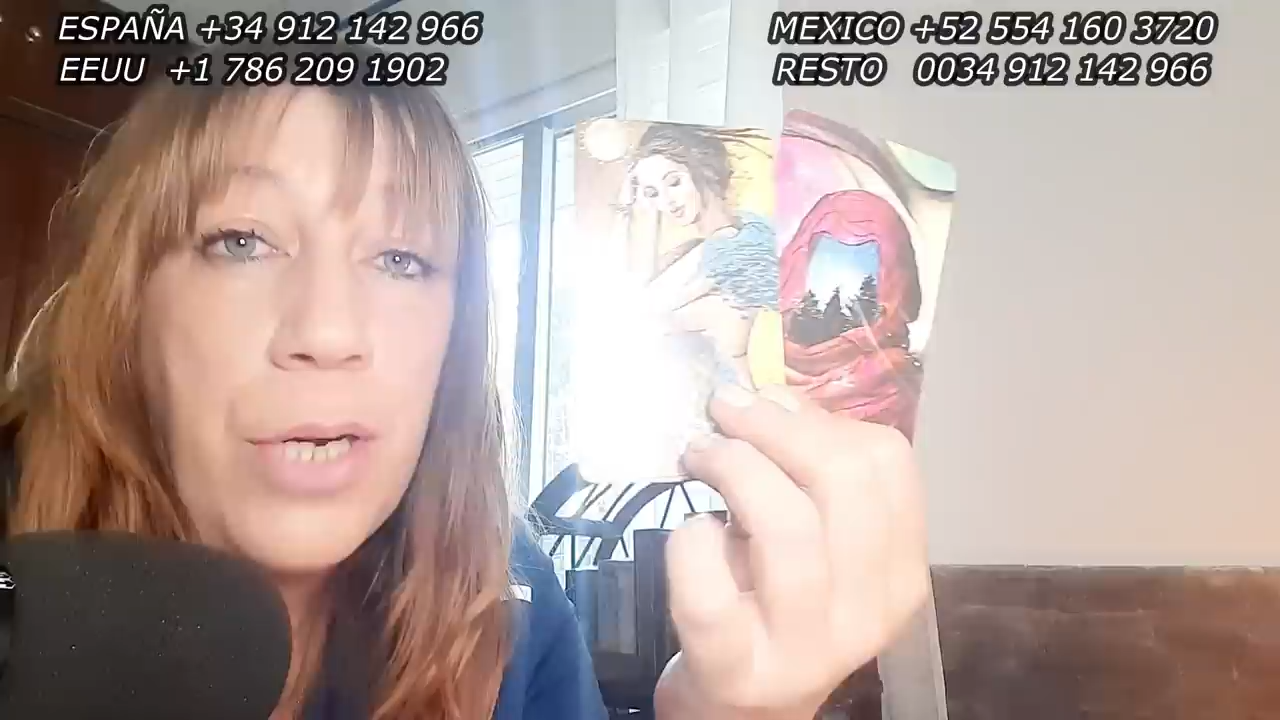 ESPAÑA +34 912 142 966
EEUU +1 786 209 1902
MEXICO +52 554 160 3720
RESTO 0034 912 142 966